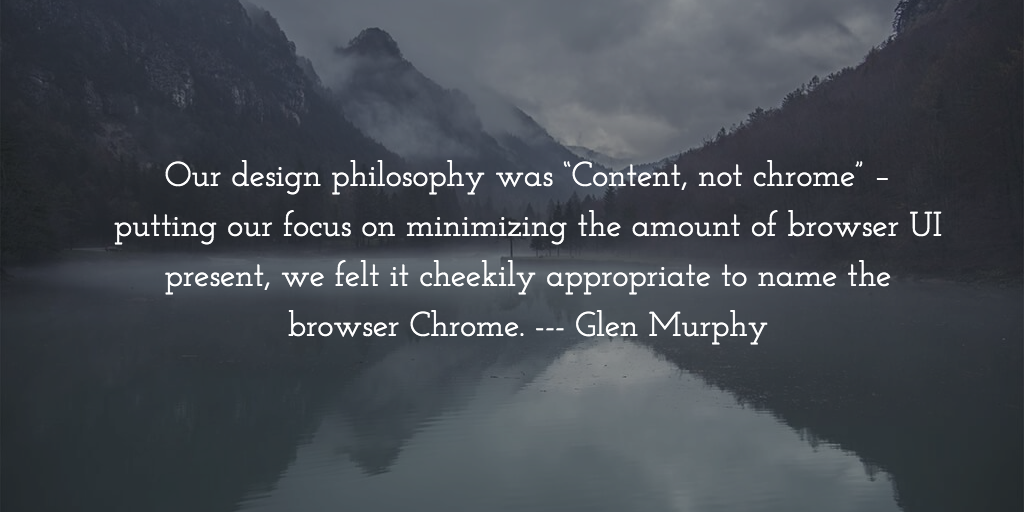 Our design philosophy was “Content, not chrome” –
putting our focus on minimizing the amount of browser UI
present, we felt it cheekily appropriate to name the
browser Chrome. --- Glen Murphy